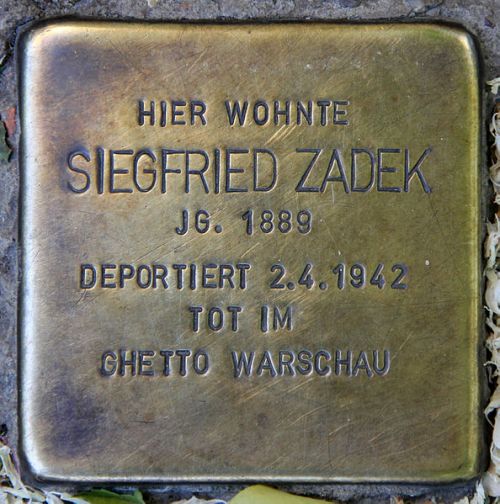 HIER WOHNTE
SIEGFRIED ZADEK
JG. 1889
DEPORTIERT 2.4.1942
TOT IM
GHETTO WARSCHAU